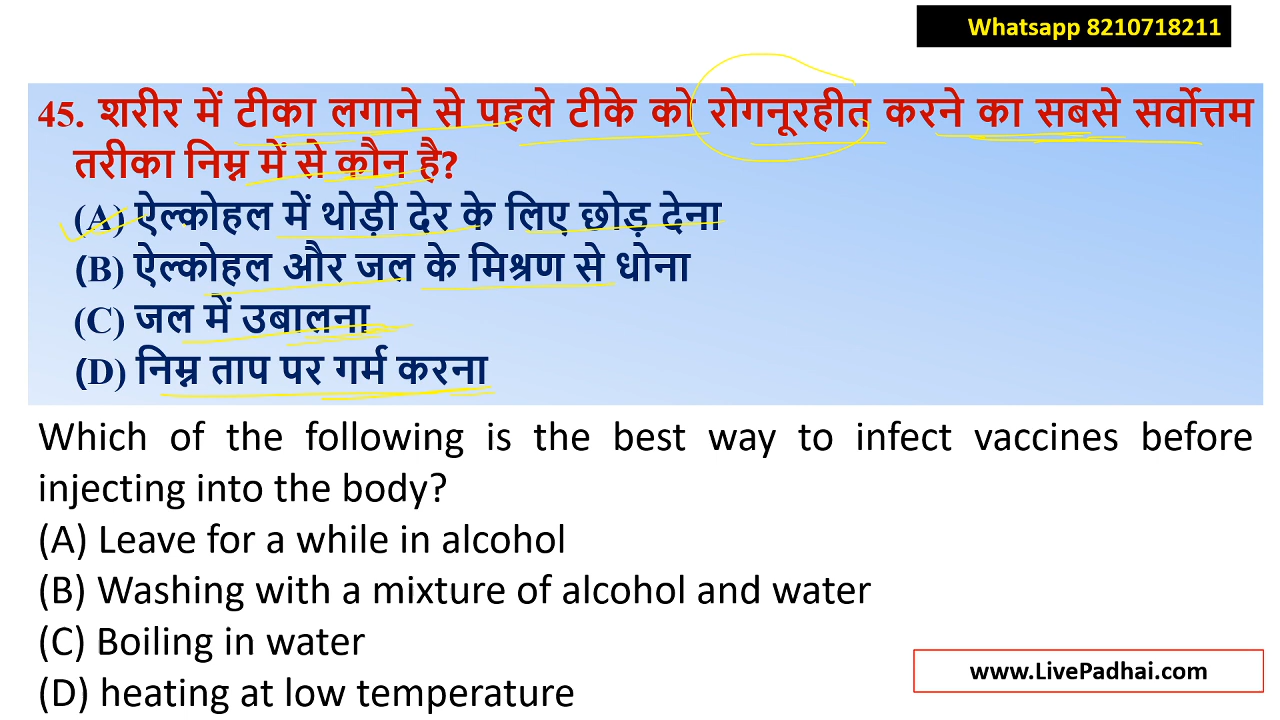 Whatsapp 8210718211
45. शरीर में टीका लगाने से पहले टीके को रोगनूरहीत करने का सबसे सर्वोत्तम
तरीका निम्न में से कौन है?
(A) ऐल्कोहल में थोड़ी देर के लिए छोड़ देना
(B) ऐल्कोहल और जल के मिश्रण से धोना
(C) जल में उबालना
(D) निम्न ताप पर गर्म करना
Which of the following is the best way to infect vaccines before
injecting into the body?
(A) Leave for a while in alcohol
(B) Washing with a mixture of alcohol and water
(C) Boiling in water
(D) heating at low temperature
www.LivePadhai.com